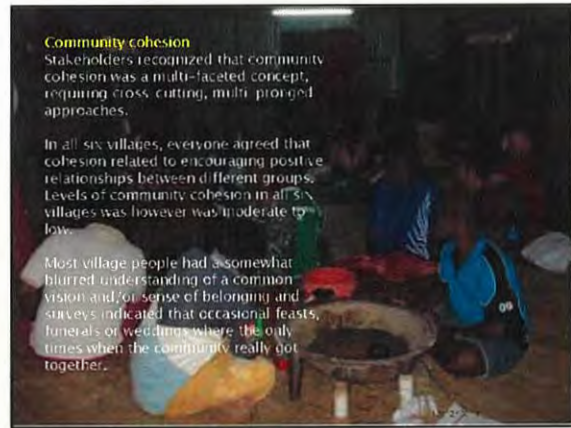 Community cohesion
Stakeholders recognized that community
cohesion was a multi-faceted concept,
requiring cross-cutting, multi-pronged
approaches.
In all six villages, everyone agreed that
cohesion related to encouraging positive
relationships between different groups.
Levels of community cohesion in all six
villages was however was moderate to
low.
Most village people had a somewhat
blurred understanding of a common
vision and/or sense of belonging and
surveys indicated that occasional feasts,
funerals or weddings where the only
times when the community really got
together.
09